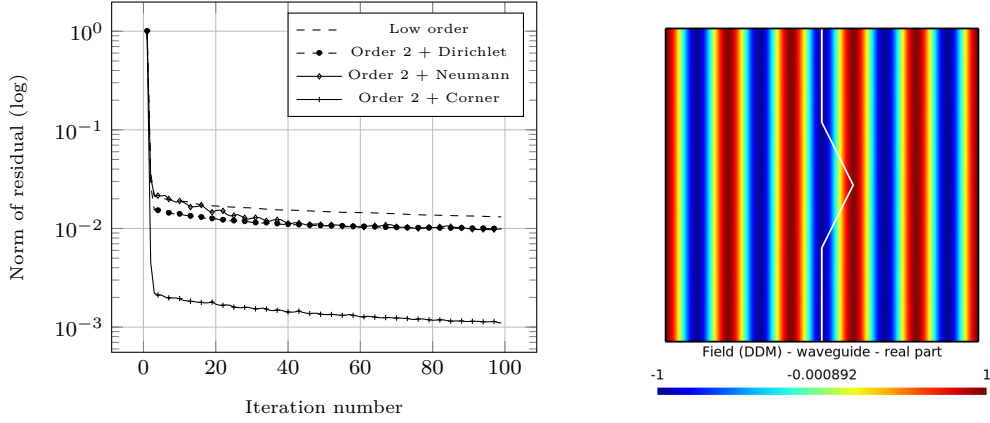 Low order
Order 2 + Dirichlet
Order 2 + Neumann
Order 2 + Corner
Norm of residual (log)
10⁰
10⁻¹
10⁻²
10⁻³
0 20 40 60 80 100
Iteration number
Field (DDM) - waveguide - real part
-1 -0.000892 1